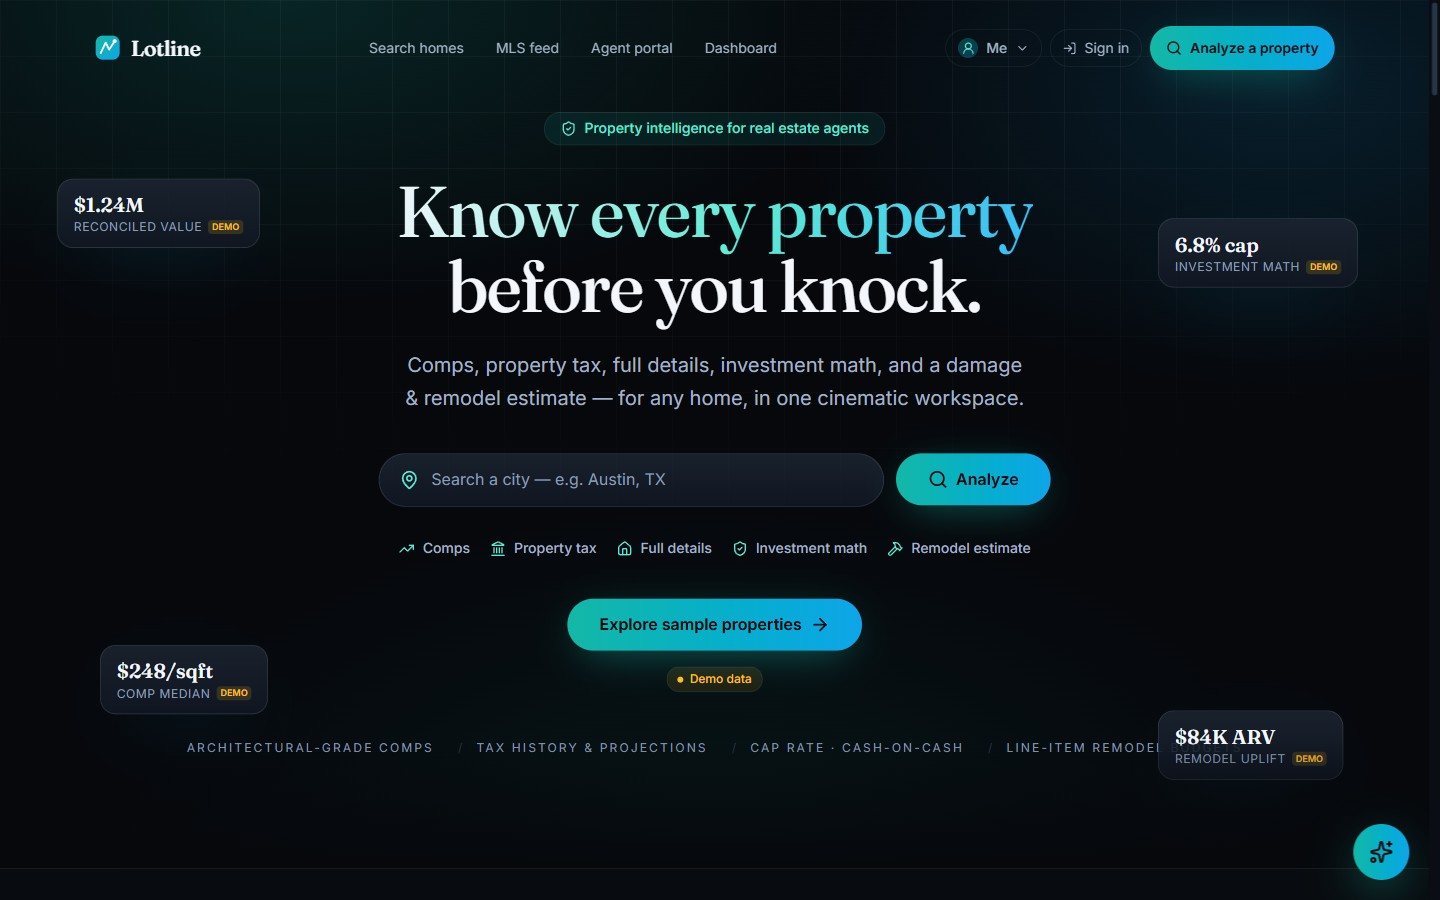 Lotline
Search homes
MLS feed
Agent portal
Dashboard
Me
Sign in
Analyze a property
Property intelligence for real estate agents
$1.24M
RECONCILED VALUE DEMO
Know every property
before you knock.
6.8% cap
INVESTMENT MATH DEMO
Comps, property tax, full details, investment math, and a damage
& remodel estimate — for any home, in one cinematic workspace.
Search a city — e.g. Austin, TX
Analyze
Comps
Property tax
Full details
Investment math
Remodel estimate
Explore sample properties
$248/sqft
COMP MEDIAN DEMO
Demo data
ARCHITECTURAL-GRADE COMPS / TAX HISTORY & PROJECTIONS / CAP RATE · CASH-ON-CASH / LINE-ITEM REMODEL
$84K ARV
REMODEL UPLIFT DEMO